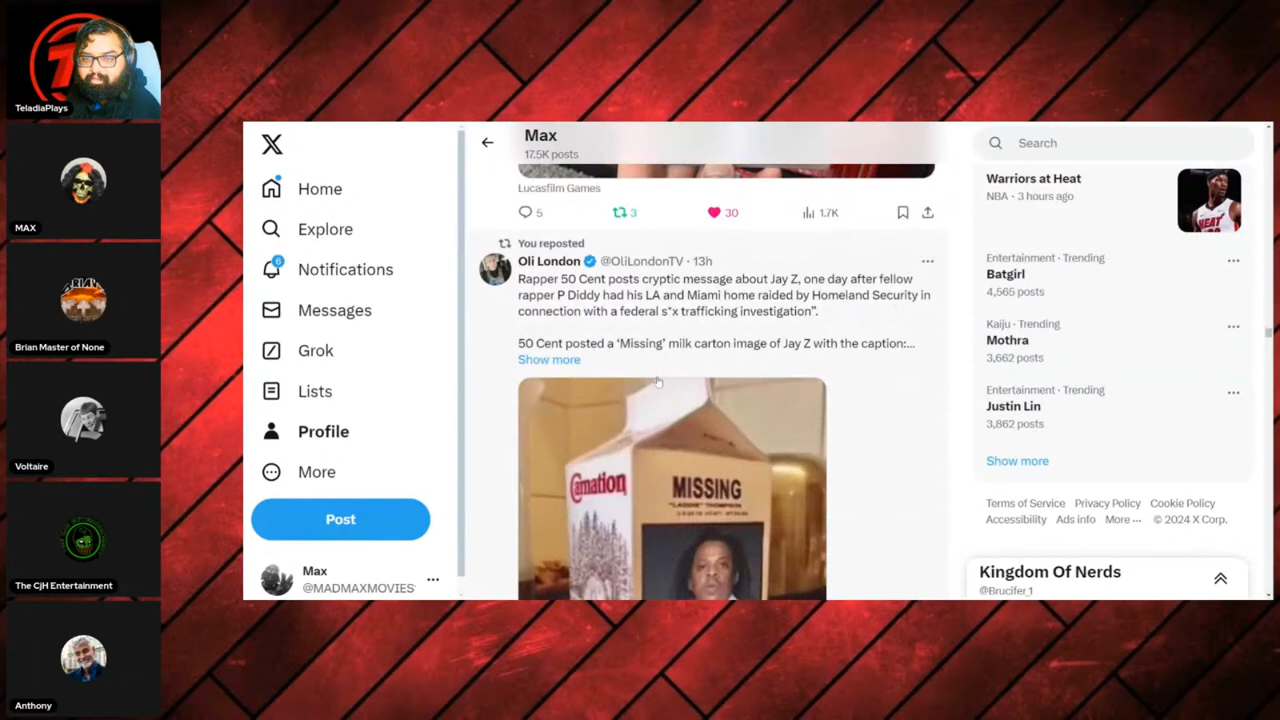 TeladiaPlays
MAX
Brian Master of None
Voltaire
The C|H Entertainment
Anthony
X
Home
Explore
6
Notifications
Messages
Grok
Lists
Profile
More
Post
Max
@MADMAXMOVIES
Max
17.5K posts
Lucasfilm Games
5
3
30
1.7K
You reposted
Oli London @OliLondonTV · 13h
Rapper 50 Cent posts cryptic message about Jay Z, one day after fellow
rapper P Diddy had his LA and Miami home raided by Homeland Security in
connection with a federal s*x trafficking investigation”.
50 Cent posted a ‘Missing’ milk carton image of Jay Z with the caption:...
Show more
Carnation
MISSING
Search
Warriors at Heat
NBA · 3 hours ago
HEAT
Entertainment · Trending
Batgirl
4,565 posts
Kaiju · Trending
Mothra
3,662 posts
Entertainment · Trending
Justin Lin
3,862 posts
Show more
Terms of Service Privacy Policy Cookie Policy
Accessibility Ads info More ··· © 2024 X Corp.
Kingdom Of Nerds
@Brucifer_1